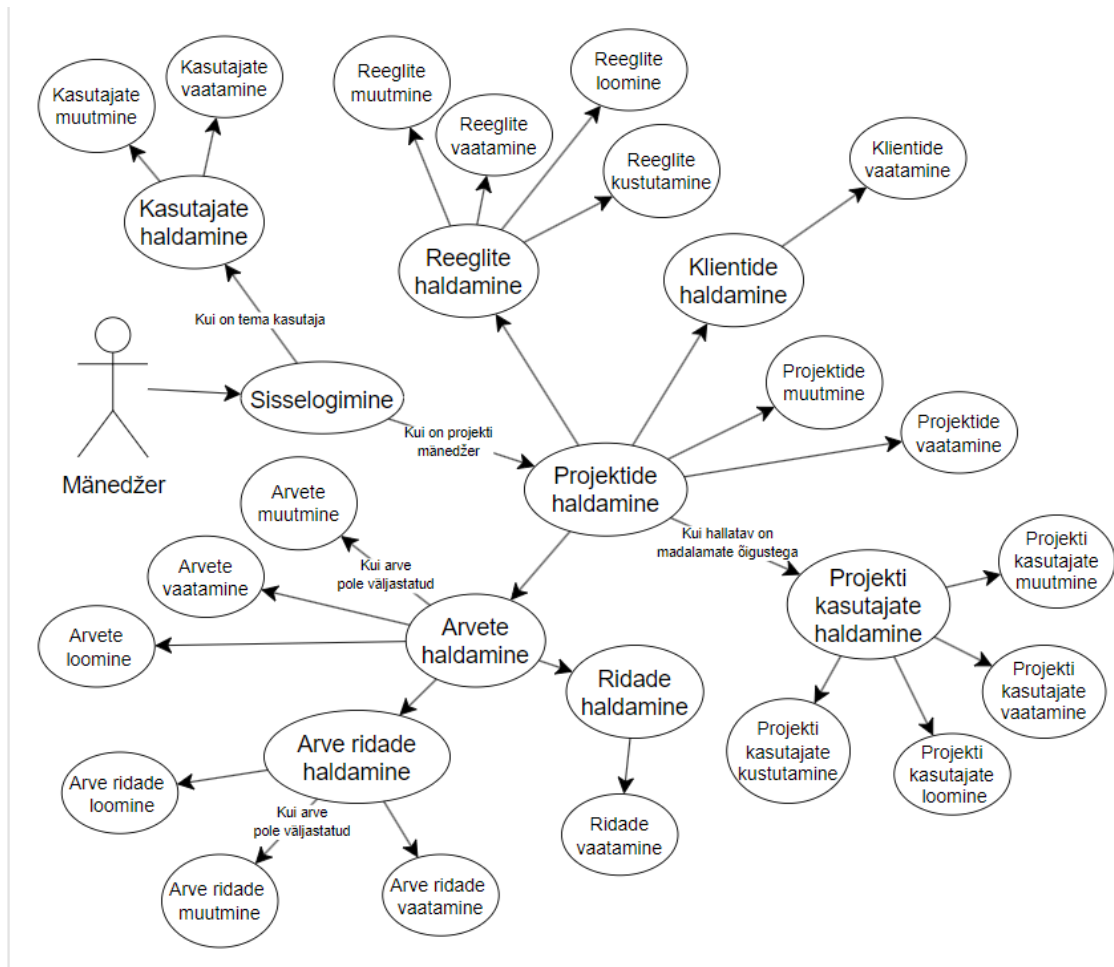 Kasutajate
muutmine
Kasutajate
vaatamine
Reeglite
muutmine
Reeglite
loomine
Reeglite
vaatamine
Reeglite
kustutamine
Klientide
vaatamine
Kasutajate
haldamine
Reeglite
haldamine
Klientide
haldamine
Kui on tema kasutaja
Mänedžer
Sisselogimine
Kui on projekti
mänedžer
Projektide
muutmine
Projektide
vaatamine
Projektide
haldamine
Kui hallatav on
madalamate õigustega
Arvete
muutmine
Kui arve
pole väljastatud
Arvete
vaatamine
Arvete
loomine
Arvete
haldamine
Projekti
kasutajate
haldamine
Projekti
kasutajate
muutmine
Projekti
kasutajate
vaatamine
Projekti
kasutajate
kustutamine
Projekti
kasutajate
loomine
Ridade
haldamine
Ridade
vaatamine
Arve ridade
haldamine
Arve ridade
loomine
Kui arve
pole väljastatud
Arve ridade
muutmine
Arve ridade
vaatamine